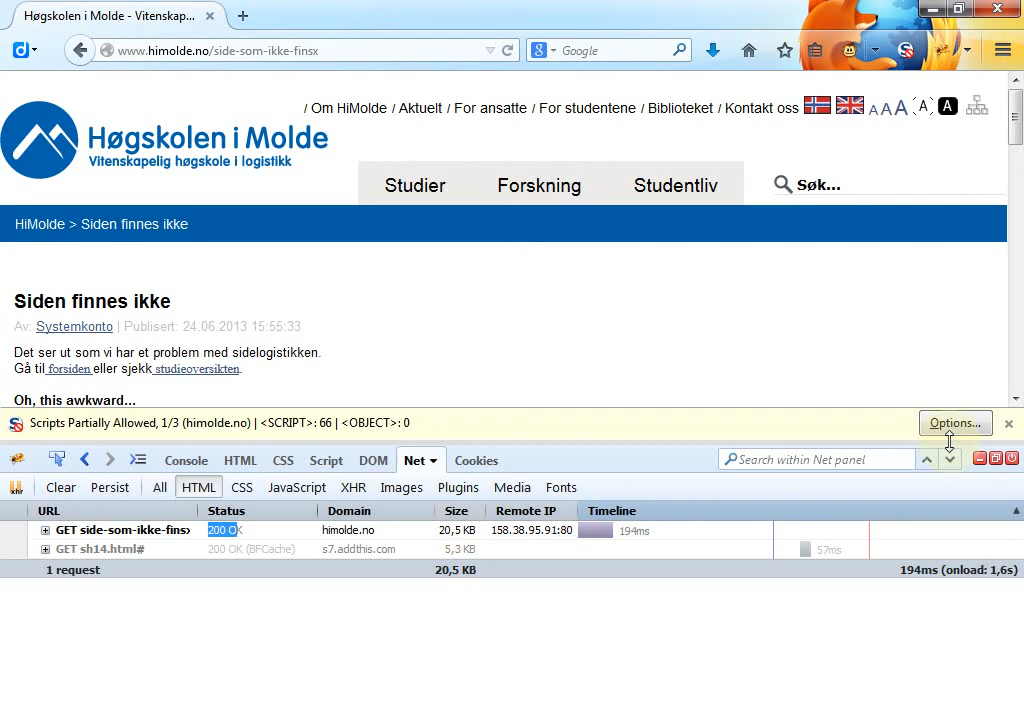 Høgskolen i Molde - Vitenskap...
www.himolde.no/side-som-ikke-finsx
Google
/ Om HiMolde / Aktuelt / For ansatte / For studentene / Biblioteket / Kontakt oss A A A A A
Høgskolen i Molde
Vitenskapelig høgskole i logistikk
Studier Forskning Studentliv Søk...
HiMolde > Siden finnes ikke
Siden finnes ikke
Av: Systemkonto | Publisert: 24.06.2013 15:55:33
Det ser ut som vi har et problem med sidelogistikken.
Gå til forsiden eller sjekk studieoversikten.
Oh, this awkward...
Scripts Partially Allowed, 1/3 (himolde.no) | <SCRIPT>: 66 | <OBJECT>: 0 Options...
Console HTML CSS Script DOM Net Cookies Search within Net panel
Clear Persist All HTML CSS JavaScript XHR Images Plugins Media Fonts
URL Status Domain Size Remote IP Timeline
GET side-som-ikke-fins> 200 OK himolde.no 20,5 KB 158.38.95.91:80 194ms
GET sh14.html# 200 OK (BFCache) s7.addthis.com 5,3 KB 57ms
1 request 20,5 KB 194ms (onload: 1,6s)